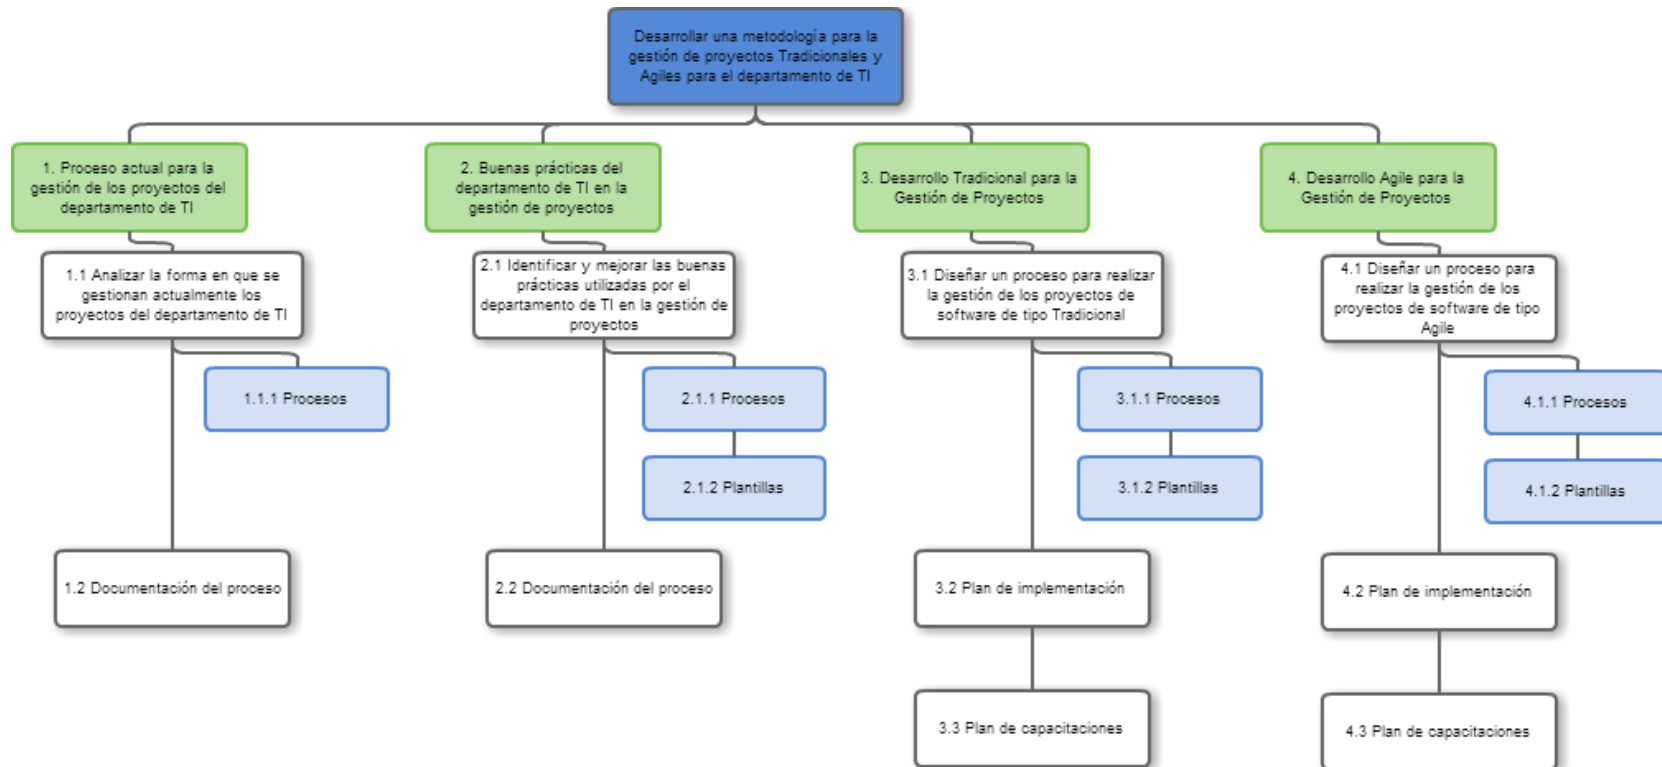 Desarrollar una metodología para la
gestión de proyectos Tradicionales y
Agiles para el departamento de TI
1. Proceso actual para la
gestión de los proyectos del
departamento de TI
2. Buenas prácticas del
departamento de TI en la
gestión de proyectos
3. Desarrollo Tradicional para la
Gestión de Proyectos
4. Desarrollo Agile para la
Gestión de Proyectos
1.1 Analizar la forma en que se
gestionan actualmente los
proyectos del departamento de TI
2.1 Identificar y mejorar las buenas
prácticas utilizadas por el
departamento de TI en la gestión de
proyectos
3.1 Diseñar un proceso para realizar
la gestión de los proyectos de
software de tipo Tradicional
4.1 Diseñar un proceso para
realizar la gestión de los
proyectos de software de tipo
Agile
1.1.1 Procesos
2.1.1 Procesos
3.1.1 Procesos
4.1.1 Procesos
2.1.2 Plantillas
3.1.2 Plantillas
4.1.2 Plantillas
1.2 Documentación del proceso
2.2 Documentación del proceso
3.2 Plan de implementación
4.2 Plan de implementación
3.3 Plan de capacitaciones
4.3 Plan de capacitaciones